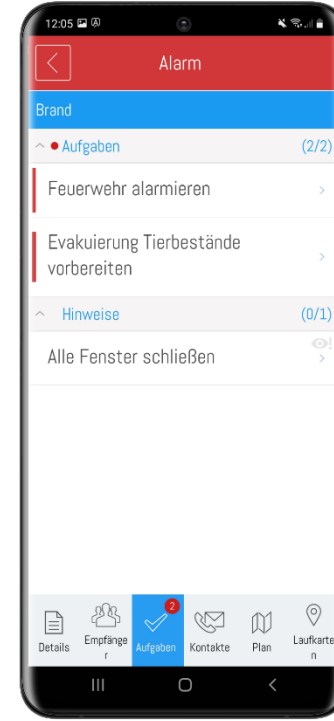 12:05
Alarm
Brand
Aufgaben (2/2)
Feuerwehr alarmieren
Evakuierung Tierbestände
vorbereiten
Hinweise (0/1)
Alle Fenster schließen
2
Details Empfänge
r Aufgaben Kontakte Plan Laufkarte
n